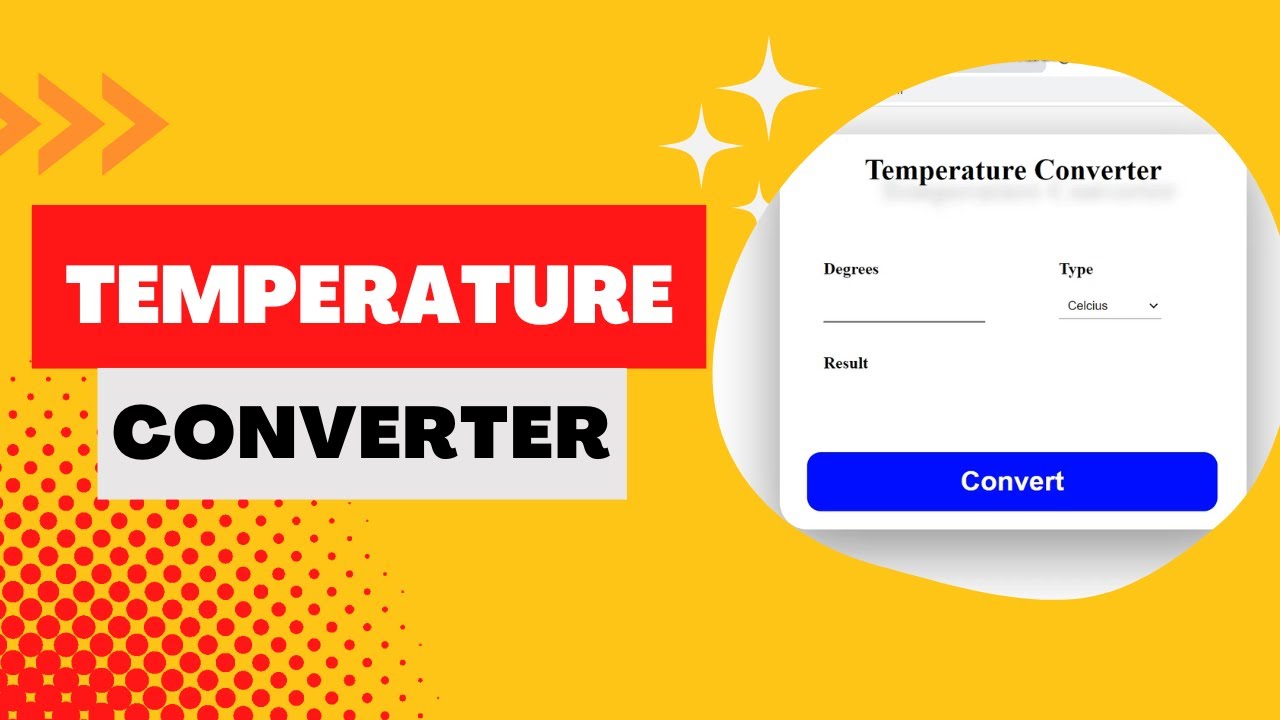 TEMPERATURE
CONVERTER
Temperature Converter
Degrees
Type
Celcius
Result
Convert